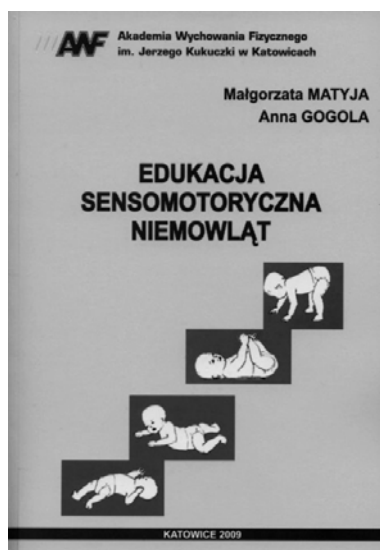 AWF Akademia Wychowania Fizycznego
im. Jerzego Kukuczki w Katowicach
Małgorzata MATYJA
Anna GOGOLA
EDUKACJA
SENSOMOTORYCZNA
NIEMOWLĄT
KATOWICE 2009